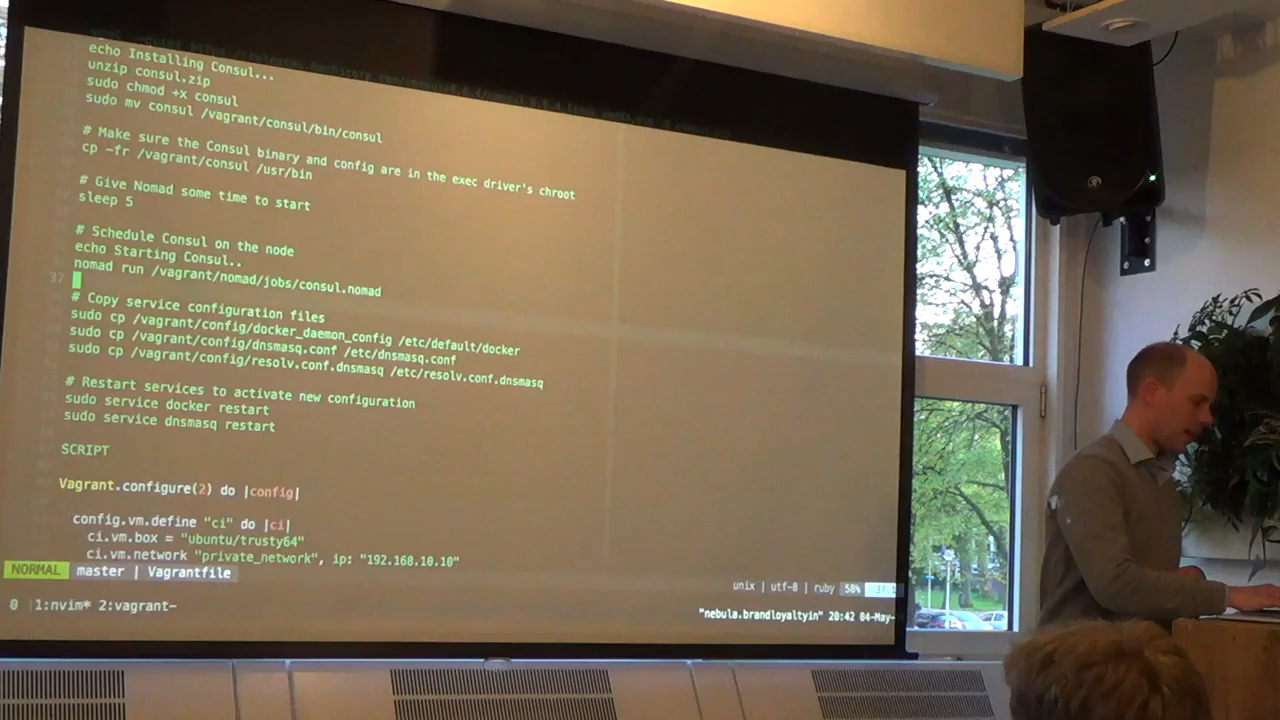 echo Installing Consul...
unzip consul.zip
sudo chmod +x consul
sudo mv consul /vagrant/consul/bin/consul
# Make sure the Consul binary and config are in the exec driver's chroot
cp -fr /vagrant/consul /usr/bin
# Give Nomad some time to start
sleep 5
# Schedule Consul on the node
echo Starting Consul..
nomad run /vagrant/nomad/jobs/consul.nomad
37
# Copy service configuration files
sudo cp /vagrant/config/docker_daemon_config /etc/default/docker
sudo cp /vagrant/config/dnsmasq.conf /etc/dnsmasq.conf
sudo cp /vagrant/config/resolv.conf.dnsmasq /etc/resolv.conf.dnsmasq
# Restart services to activate new configuration
sudo service docker restart
sudo service dnsmasq restart
SCRIPT
Vagrant.configure(2) do |config|
config.vm.define "ci" do |ci|
ci.vm.box = "ubuntu/trusty64"
ci.vm.network "private_network", ip: "192.168.10.10"
NORMAL master | Vagrantfile unix | utf-8 | ruby 58% 37:1
0 1:nvim* 2:vagrant- "nebula.brandloyaltyin" 20:42 04-May-